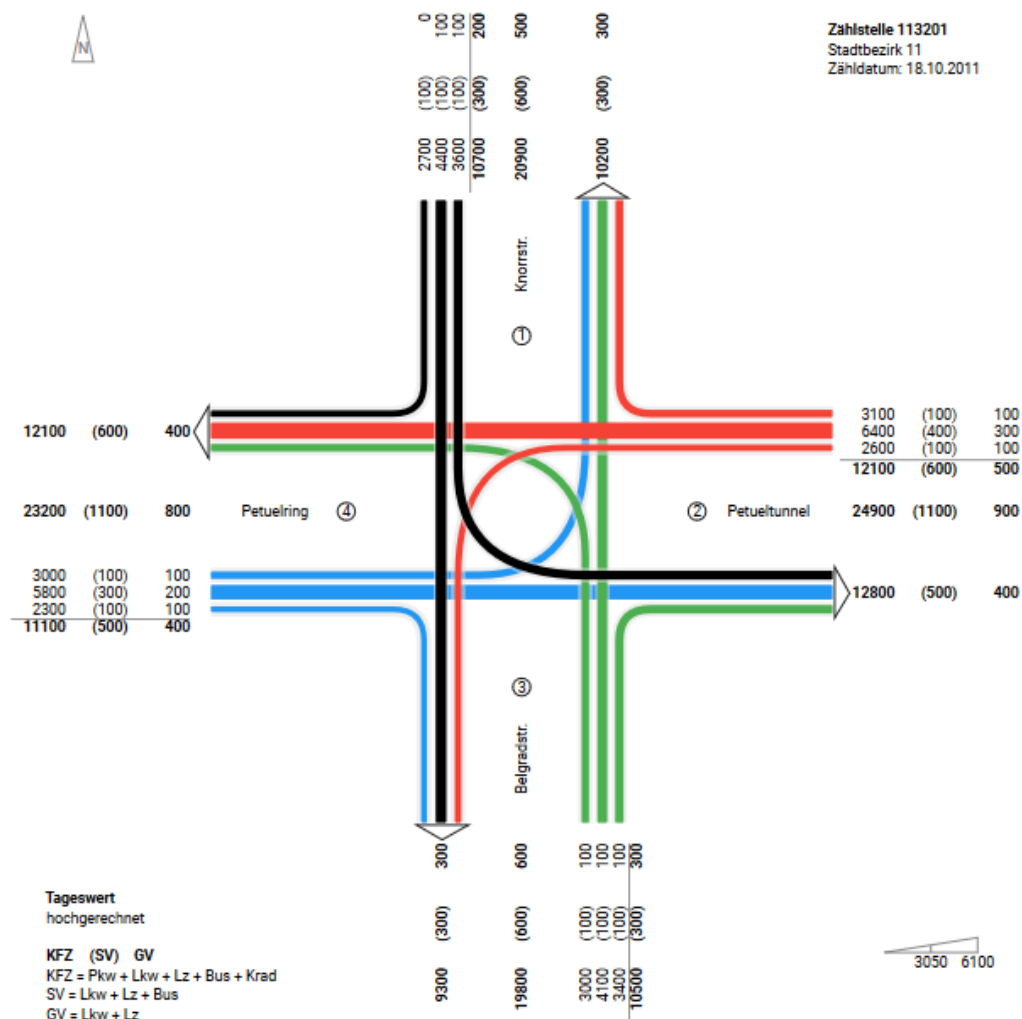 N
0 100 100 200 500 300
(100) (100) (100) (300) (600) (300)
2700 4400 3600 10700 20900 10200
Zählstelle 113201
Stadtbezirk 11
Zähldatum: 18.10.2011
Knorrstr.
1
12100 (600) 400
3100 (100) 100
6400 (400) 300
2600 (100) 100
12100 (600) 500
23200 (1100) 800
Petuelring 4
2 Petueltunnel
24900 (1100) 900
3000 (100) 100
5800 (300) 200
2300 (100) 100
11100 (500) 400
12800 (500) 400
3
Belgradstr.
300 600 100 100 100 300
(300) (600) (100) (100) (100) (300)
9300 19800 3000 4100 3400 10500
Tageswert
hochgerechnet
KFZ (SV) GV
KFZ = Pkw + Lkw + Lz + Bus + Krad
SV = Lkw + Lz + Bus
GV = Lkw + Lz
3050 6100